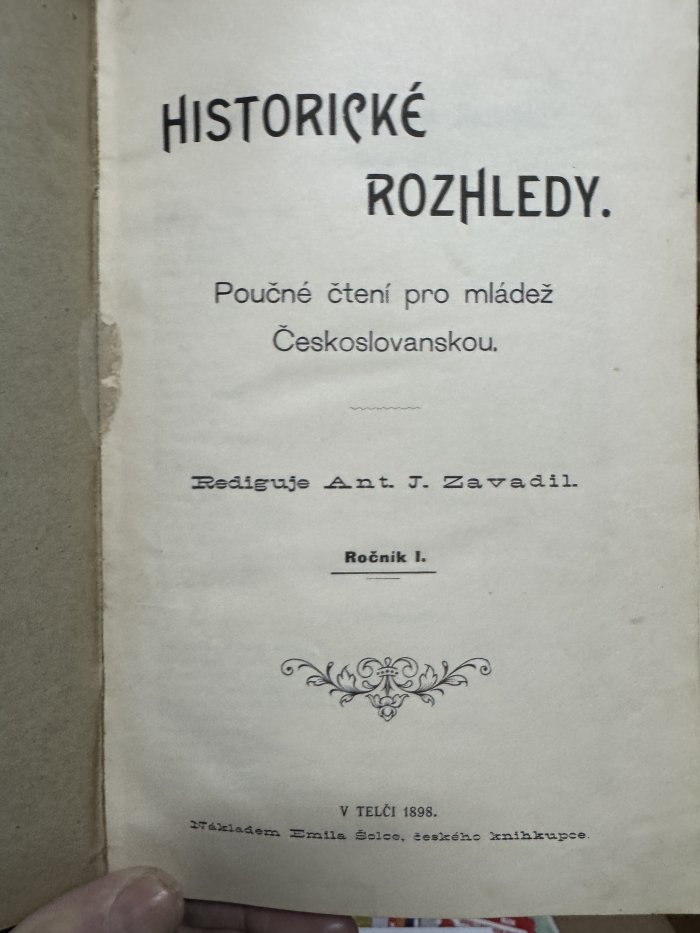 HISTORICKÉ
ROZHLEDY.
Poučné čtení pro mládež
Československou.
Rediguje Ant. J. Zavadil.
Ročník I.
V TELČI 1898.
Nákladem Emila Šolce, českého knihkupce.